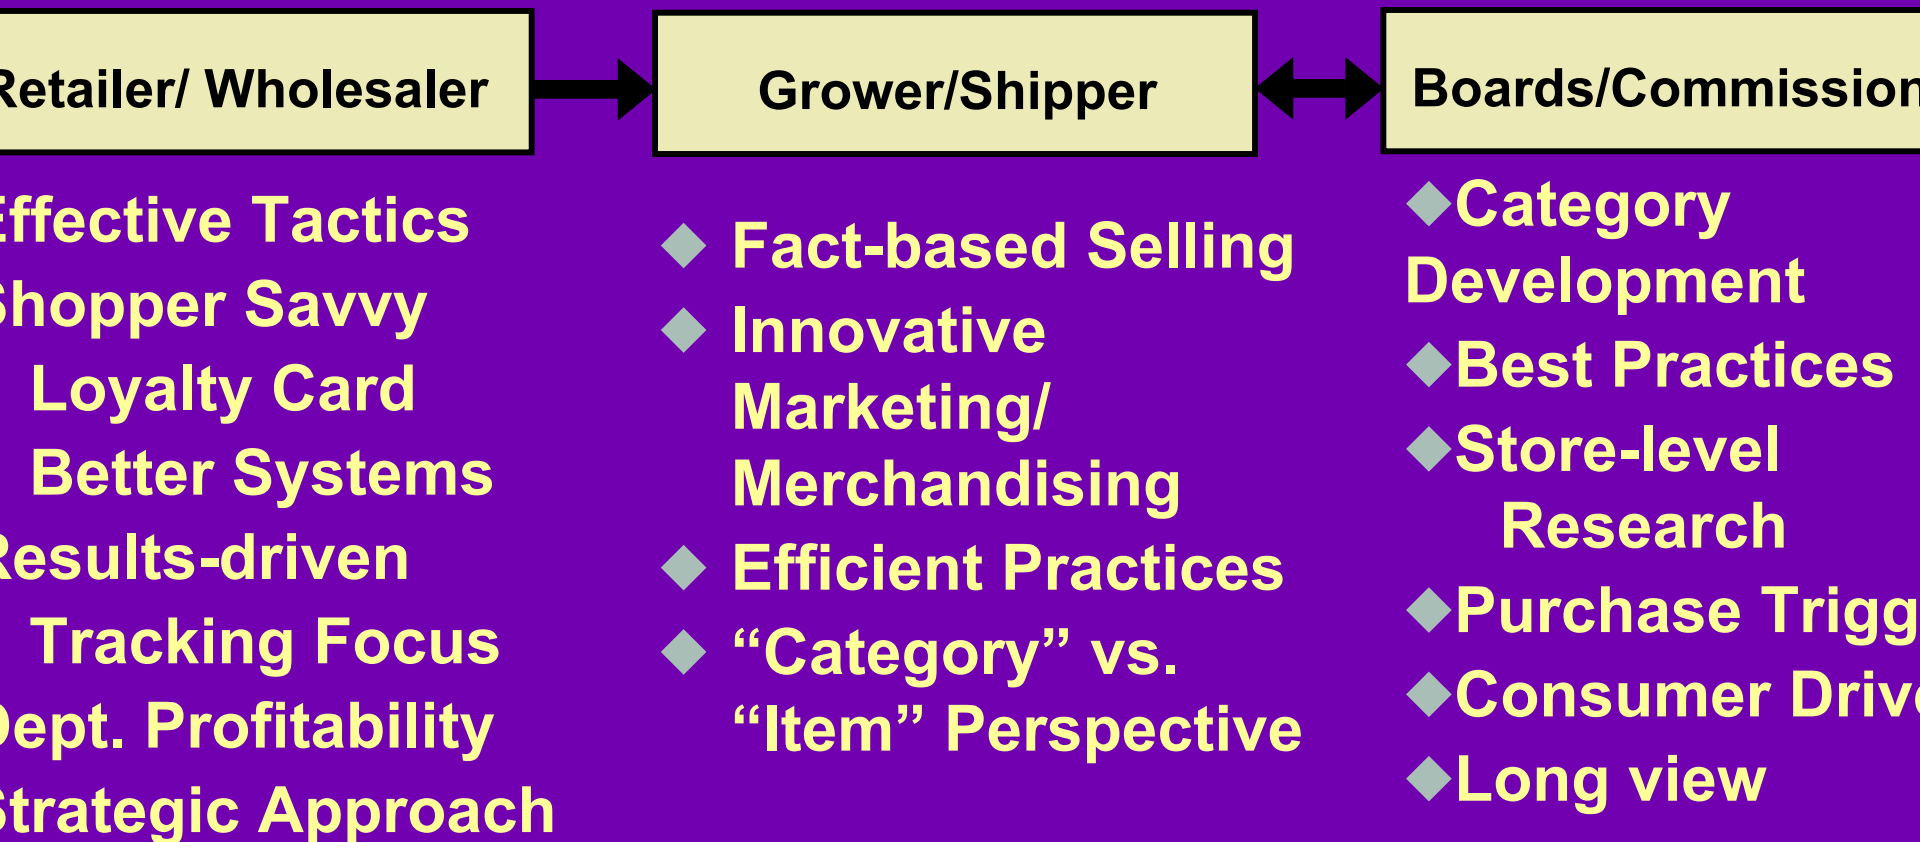 Retailer/ Wholesaler
Grower/Shipper
Boards/Commission
Effective Tactics
Shopper Savvy
Loyalty Card
Better Systems
Results-driven
Tracking Focus
Dept. Profitability
Strategic Approach
Fact-based Selling
Innovative
Marketing/
Merchandising
Efficient Practices
“Category” vs.
“Item” Perspective
Category
Development
Best Practices
Store-level
Research
Purchase
Consumer
Long view